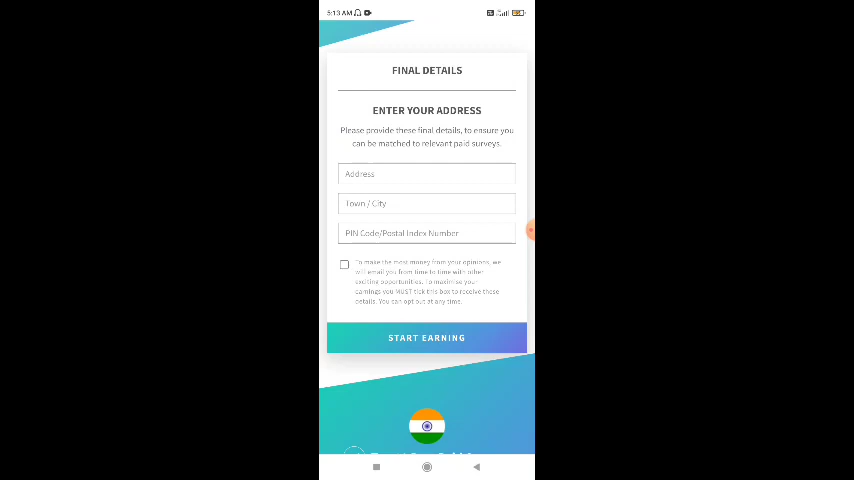 5:13 AM
FINAL DETAILS
ENTER YOUR ADDRESS
Please provide these final details, to ensure you
can be matched to relevant paid surveys.
Address
Town / City
PIN Code/Postal Index Number
To make the most money from your opinions, we
will email you from time to time with other
exciting opportunities. To maximise your
earnings you MUST tick this box to receive these
details. You can opt out at any time.
START EARNING